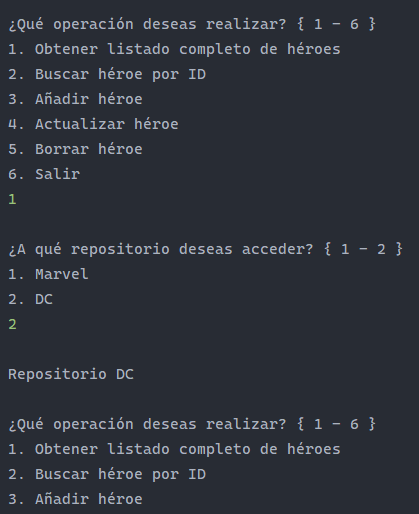 ¿Qué operación deseas realizar? { 1 - 6 }
1. Obtener listado completo de héroes
2. Buscar héroe por ID
3. Añadir héroe
4. Actualizar héroe
5. Borrar héroe
6. Salir
1
¿A qué repositorio deseas acceder? { 1 - 2 }
1. Marvel
2. DC
2
Repositorio DC
¿Qué operación deseas realizar? { 1 - 6 }
1. Obtener listado completo de héroes
2. Buscar héroe por ID
3. Añadir héroe